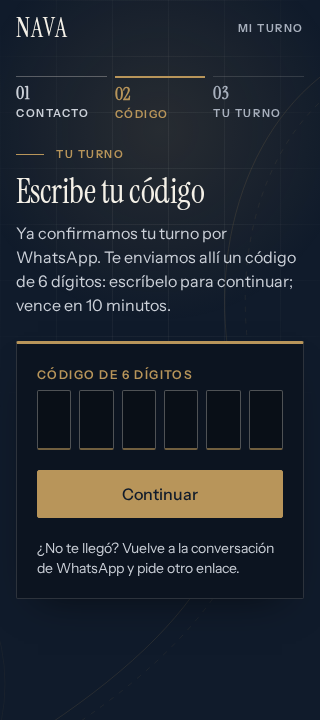 NAVA
MI TURNO
01
CONTACTO
02
CÓDIGO
03
TU TURNO
TU TURNO
Escribe tu código
Ya confirmamos tu turno por
WhatsApp. Te enviamos allí un código
de 6 dígitos: escríbelo para continuar;
vence en 10 minutos.
CÓDIGO DE 6 DÍGITOS
Continuar
¿No te llegó? Vuelve a la conversación
de WhatsApp y pide otro enlace.